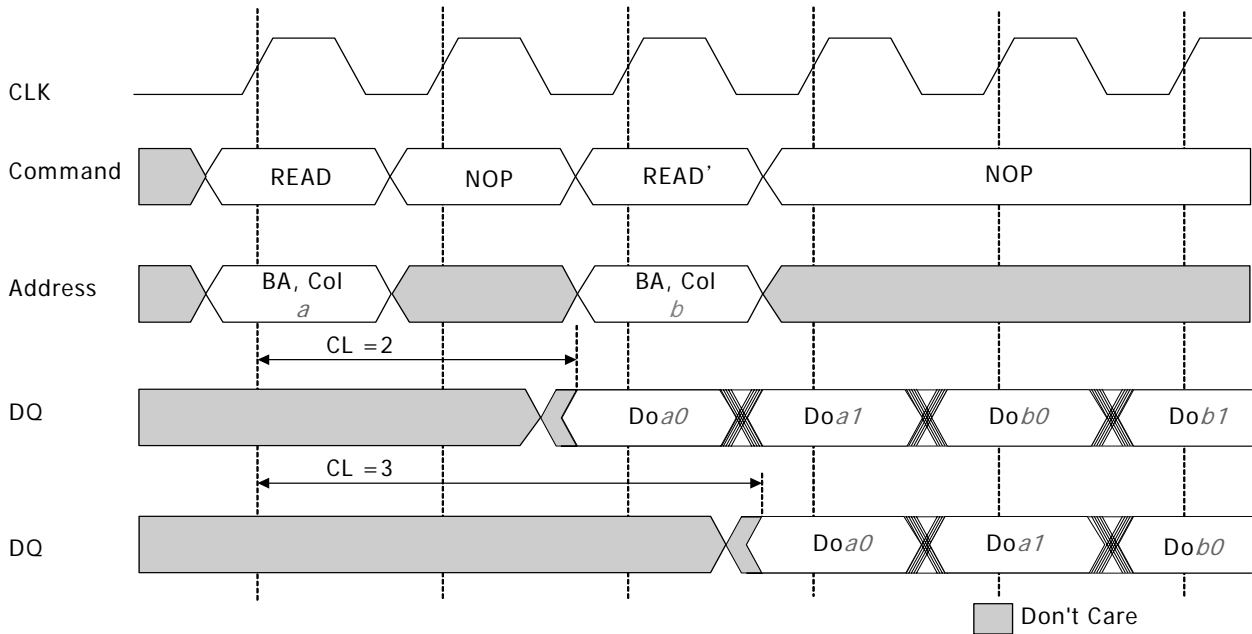 CLK
Command
READ
NOP
READ'
NOP
Address
BA, Col
a
BA, Col
b
CL =2
DQ
Doa0
Doa1
Dob0
Dob1
CL =3
DQ
Doa0
Doa1
Dob0
Don't Care